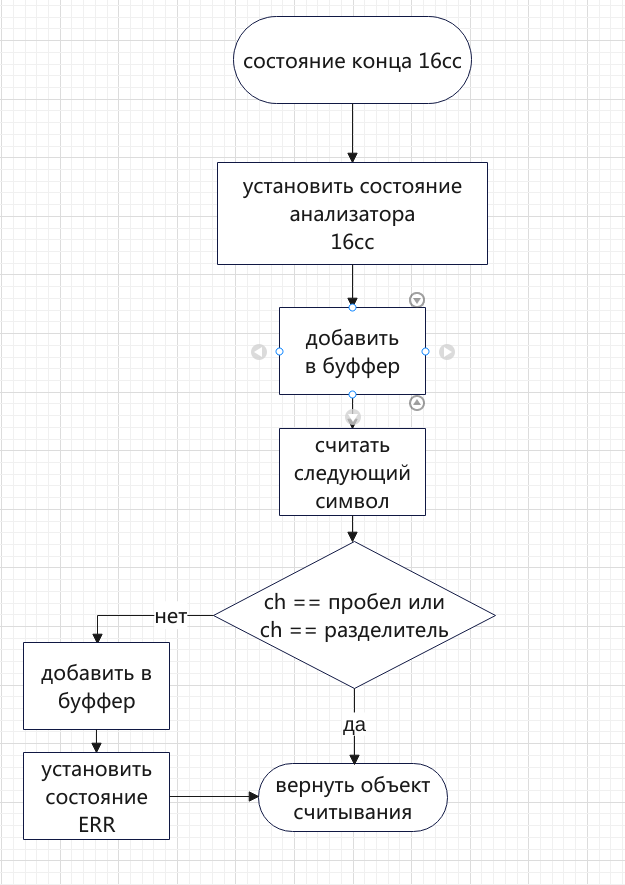 состояние конца 16сс
установить состояние
анализатора
16сс
добавить
в буффер
считать
следующий
символ
ch == пробел или
ch == разделитель
нет
добавить в
буффер
да
установить
состояние
ERR
вернуть объект
считывания